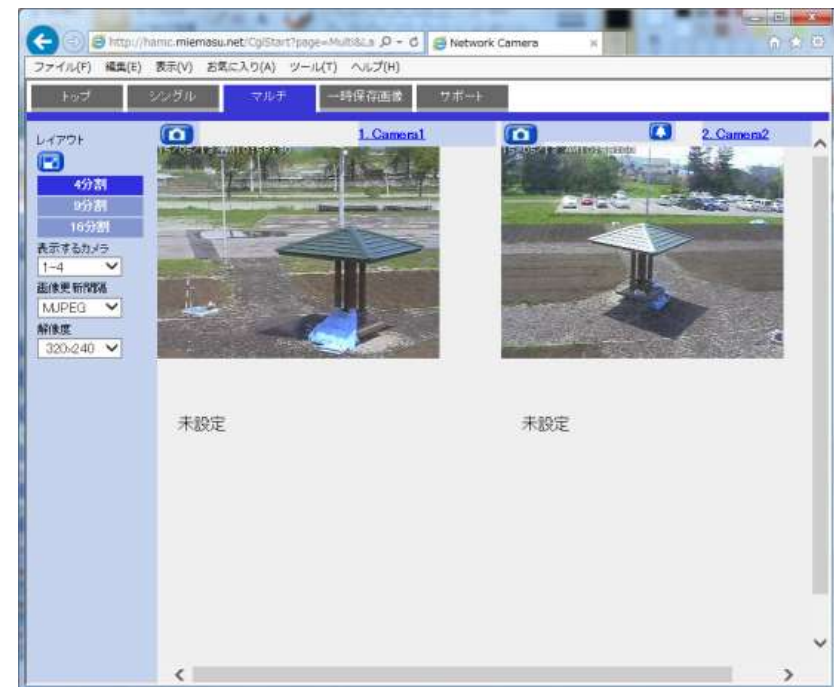 http://hamc.miemasu.net/CgiStart?page=Multi&La
Network Camera
ファイル(F) 編集(E) 表示(V) お気に入り(A) ツール(T) ヘルプ(H)
トップ シングル マルチ 一時保存画像 サポート
レイアウト
1. Camera1
2. Camera2
4分割
9分割
16分割
表示するカメラ
1-4
画像更新間隔
MJPEG
解像度
320x240
未設定
未設定